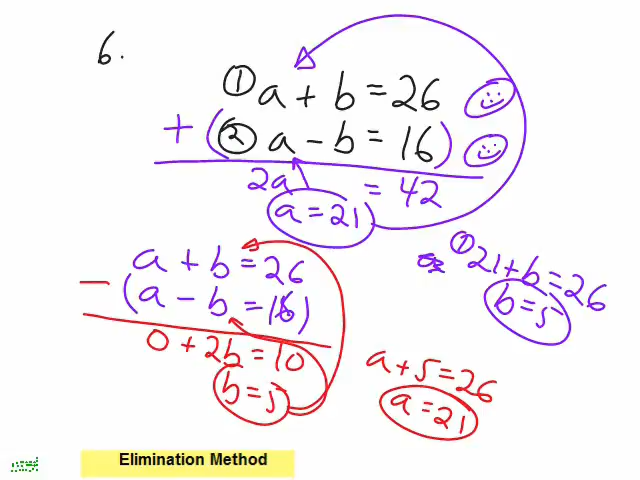 6.
① a + b = 26
+ (② a - b = 16)
2a = 42
a = 21
① 21 + b = 26
b = 5
a + b = 26
- (a - b = 16)
0 + 2b = 10
b = 5
a + 5 = 26
a = 21
Elimination Method